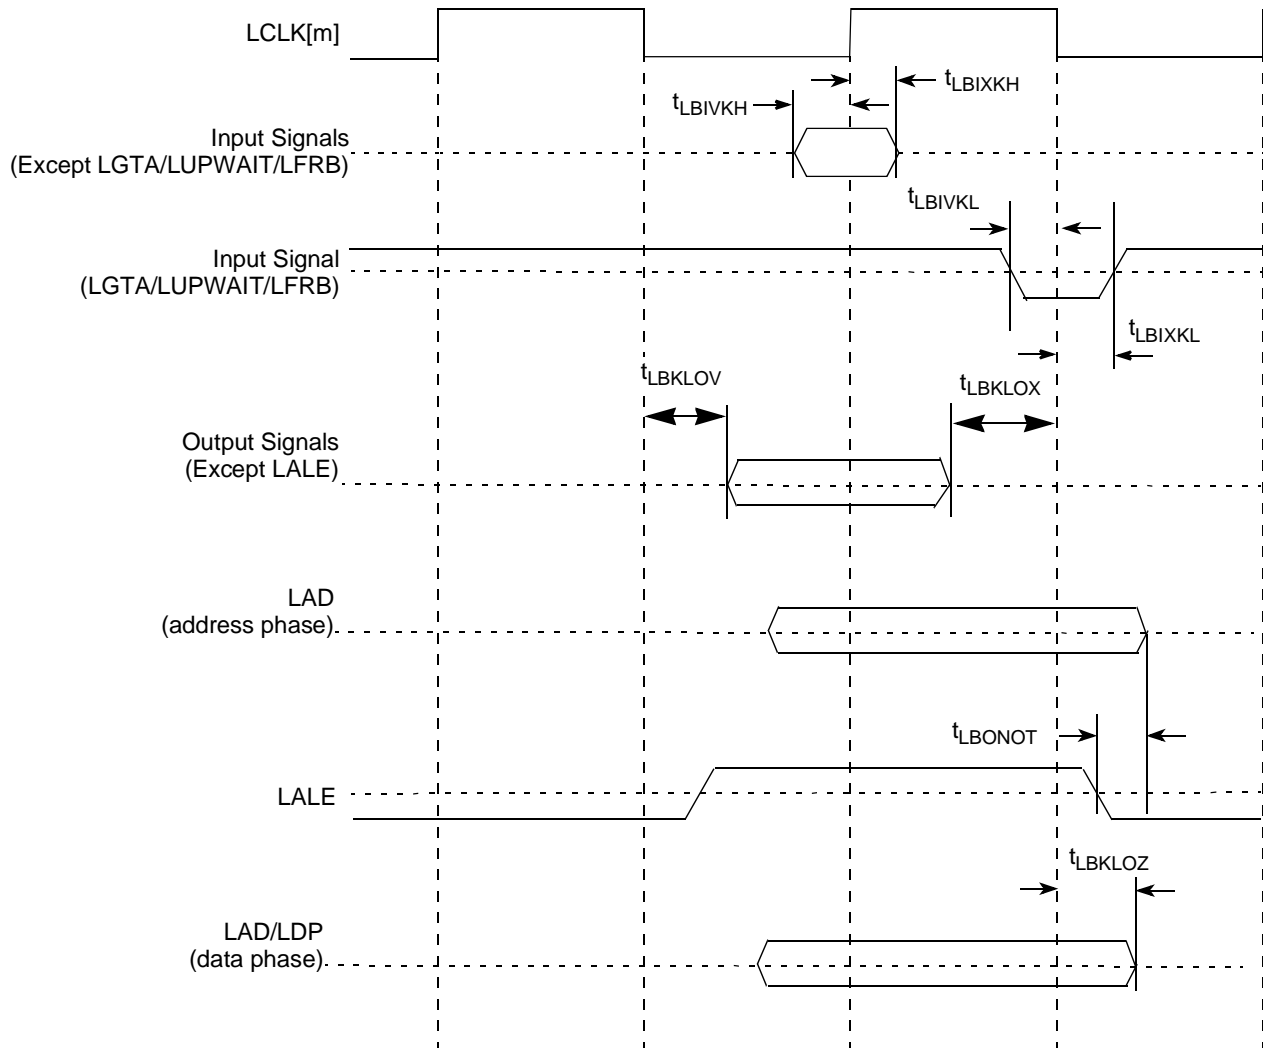 LCLK[m]
tLBIXKH
tLBIVKH
Input Signals
(Except LGTA/LUPWAIT/LFRB)
tLBIVKL
Input Signal
(LGTA/LUPWAIT/LFRB)
tLBIXKL
tLBKLOV
tLBKLOX
Output Signals
(Except LALE)
LAD
(address phase)
tLBONOT
LALE
tLBKLOZ
LAD/LDP
(data phase)